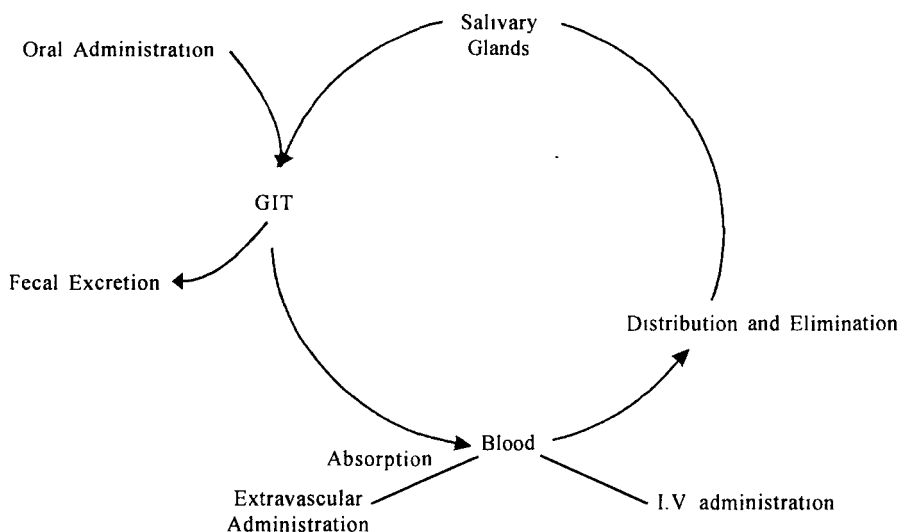 Salivary
Glands
Oral Administration
GIT
Fecal Excretion
Distribution and Elimination
Blood
Absorption
Extravascular
Administration
I.V administration